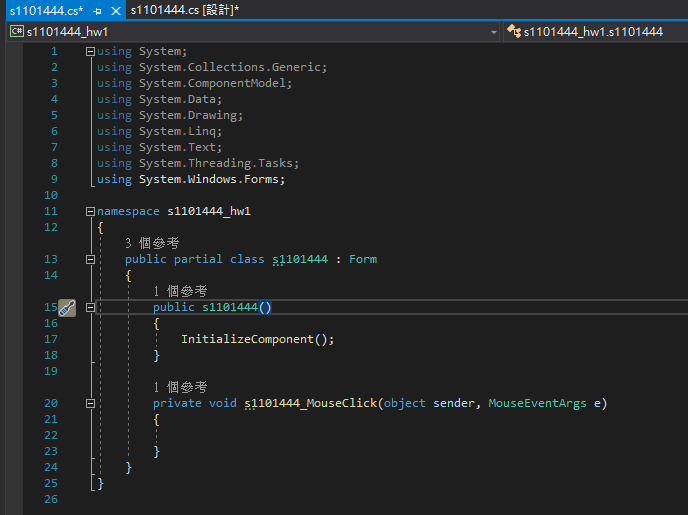 s1101444.cs* s1101444.cs [設計]*
C# s1101444_hw1 s1101444_hw1.s1101444
1 using System;
2 using System.Collections.Generic;
3 using System.ComponentModel;
4 using System.Data;
5 using System.Drawing;
6 using System.Linq;
7 using System.Text;
8 using System.Threading.Tasks;
9 using System.Windows.Forms;
10
11 namespace s1101444_hw1
12 {
3 個參考
13 public partial class s1101444 : Form
14 {
1 個參考
15 public s1101444()
16 {
17 InitializeComponent();
18 }
19
1 個參考
20 private void s1101444_MouseClick(object sender, MouseEventArgs e)
21 {
22
23 }
24 }
25 }
26